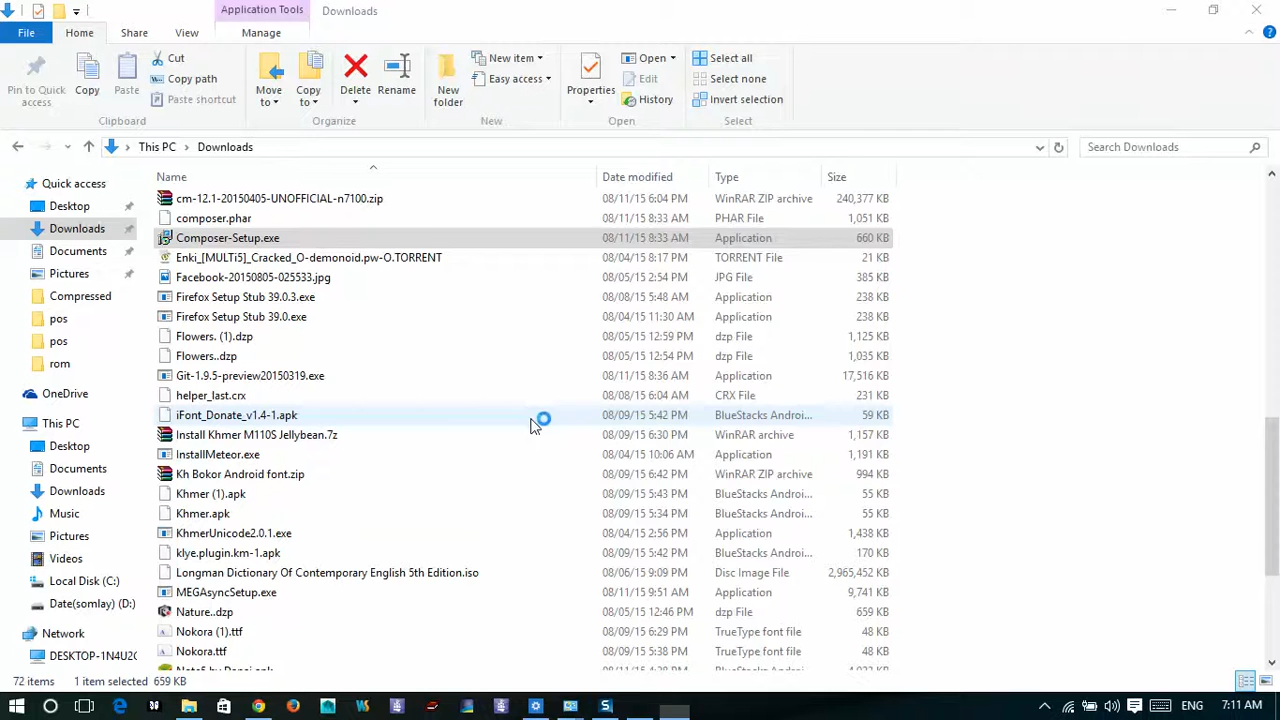 Application Tools
Downloads
File
Home
Share
View
Manage
Pin to Quick access
Copy
Paste
Cut
Copy path
Paste shortcut
Clipboard
Move to
Copy to
Delete
Rename
Organize
New folder
New item
Easy access
New
Properties
Open
Edit
History
Open
Select all
Select none
Invert selection
Select
This PC
Downloads
Search Downloads
Name Date modified Type Size
cm-12.1-20150405-UNOFFICIAL-n7100.zip 08/11/15 6:04 PM WinRAR ZIP archive 240,377 KB
composer.phar 08/11/15 8:33 AM PHAR File 1,051 KB
Composer-Setup.exe 08/11/15 8:33 AM Application 660 KB
Enki_[MULTi5]_Cracked_O-demonoid.pw-O.TORRENT 08/04/15 8:17 PM TORRENT File 21 KB
Facebook-20150805-025533.jpg 08/05/15 2:54 PM JPG File 385 KB
Firefox Setup Stub 39.0.3.exe 08/08/15 5:48 AM Application 238 KB
Firefox Setup Stub 39.0.exe 08/04/15 11:30 AM Application 238 KB
Flowers. (1).dzp 08/05/15 12:59 PM dzp File 1,125 KB
Flowers..dzp 08/05/15 12:54 PM dzp File 1,035 KB
Git-1.9.5-preview20150319.exe 08/11/15 8:36 AM Application 17,516 KB
helper_last.crx 08/08/15 6:04 AM CRX File 231 KB
iFont_Donate_v1.4-1.apk 08/09/15 5:42 PM BlueStacks Androi... 59 KB
Install Khmer M110S Jellybean.7z 08/09/15 6:30 PM WinRAR archive 1,157 KB
InstallMeteor.exe 08/04/15 10:06 AM Application 1,191 KB
Kh Bokor Android font.zip 08/09/15 6:42 PM WinRAR ZIP archive 994 KB
Khmer (1).apk 08/09/15 5:43 PM BlueStacks Androi... 55 KB
Khmer.apk 08/09/15 5:34 PM BlueStacks Androi... 55 KB
KhmerUnicode2.0.1.exe 08/04/15 2:56 PM Application 1,438 KB
klye.plugin.km-1.apk 08/09/15 5:42 PM BlueStacks Androi... 170 KB
Longman Dictionary Of Contemporary English 5th Edition.iso 08/06/15 9:09 PM Disc Image File 2,965,452 KB
MEGAsyncSetup.exe 08/11/15 9:51 AM Application 9,741 KB
Nature..dzp 08/05/15 12:46 PM dzp File 659 KB
Nokora (1).ttf 08/09/15 6:29 PM TrueType font file 48 KB
Nokora.ttf 08/09/15 5:38 PM TrueType font file 48 KB
Quick access
Desktop
Downloads
Documents
Pictures
Compressed
pos
pos
rom
OneDrive
This PC
Desktop
Documents
Downloads
Music
Pictures
Videos
Local Disk (C:)
Date(somlay) (D:)
Network
DESKTOP-1N4U2
72 items 1 item selected 659 KB
ENG 7:11 AM